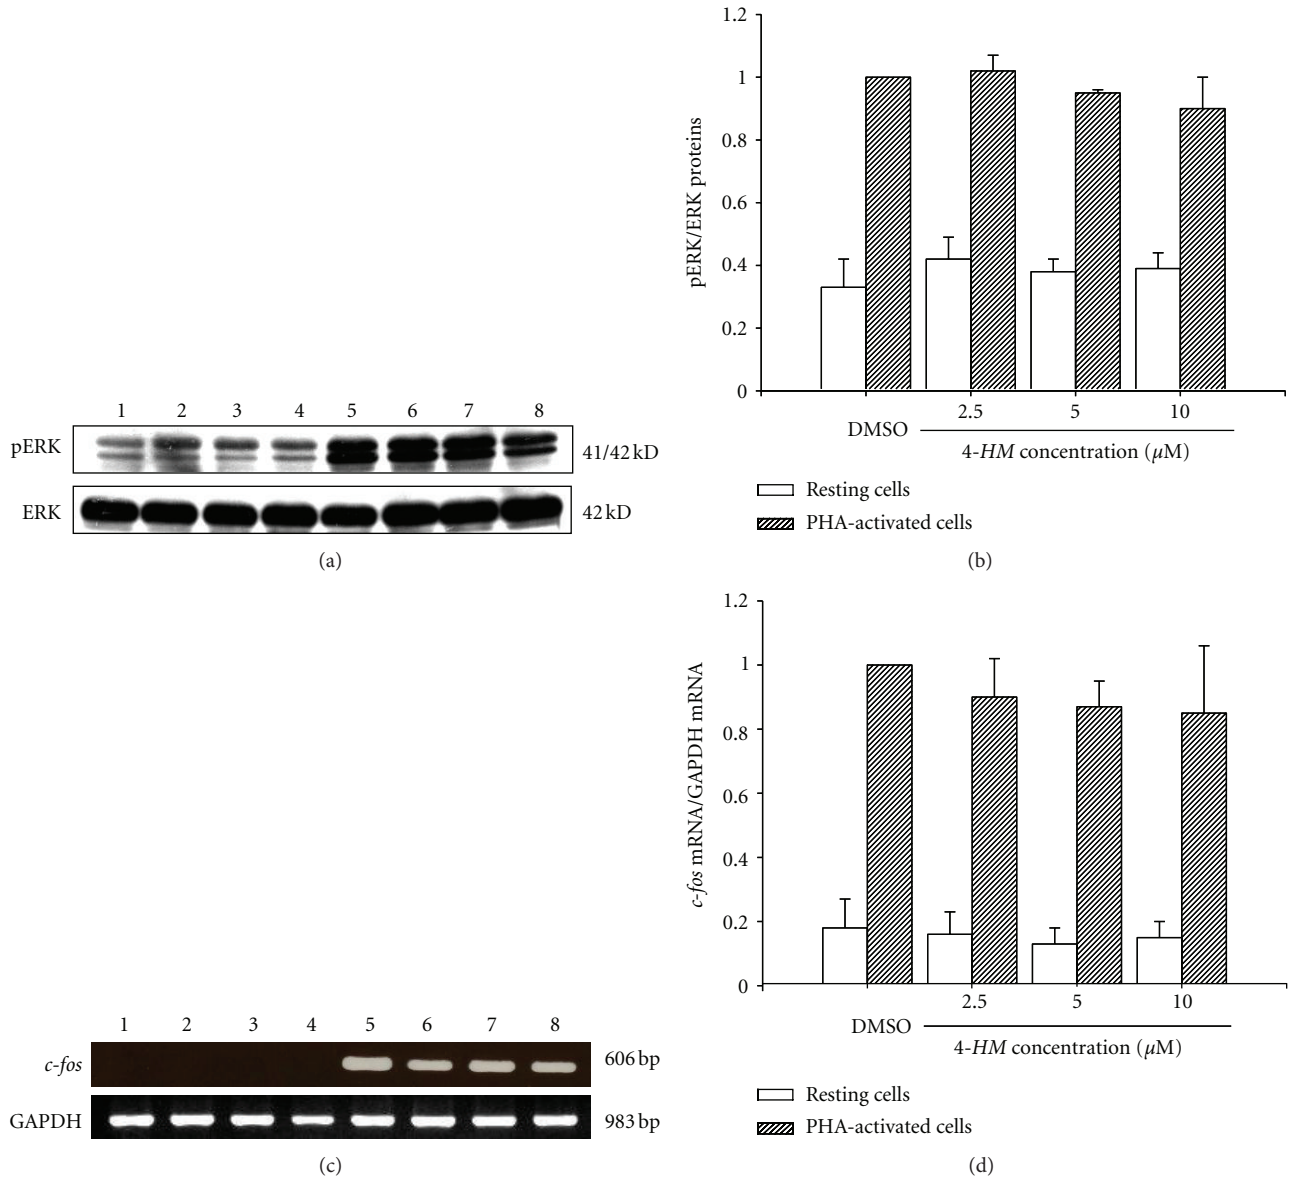 1 2 3 4 5 6 7 8
pERK 41/42 kD
ERK 42 kD
(a)
1.2
1
0.8
0.6
0.4
0.2
0
pERK/ERK proteins
2.5 5 10
DMSO
4-HM concentration (μM)
Resting cells
PHA-activated cells
(b)
1 2 3 4 5 6 7 8
c-fos 606 bp
GAPDH 983 bp
(c)
1.2
1
0.8
0.6
0.4
0.2
0
c-fos mRNA/GAPDH mRNA
2.5 5 10
DMSO
4-HM concentration (μM)
Resting cells
PHA-activated cells
(d)